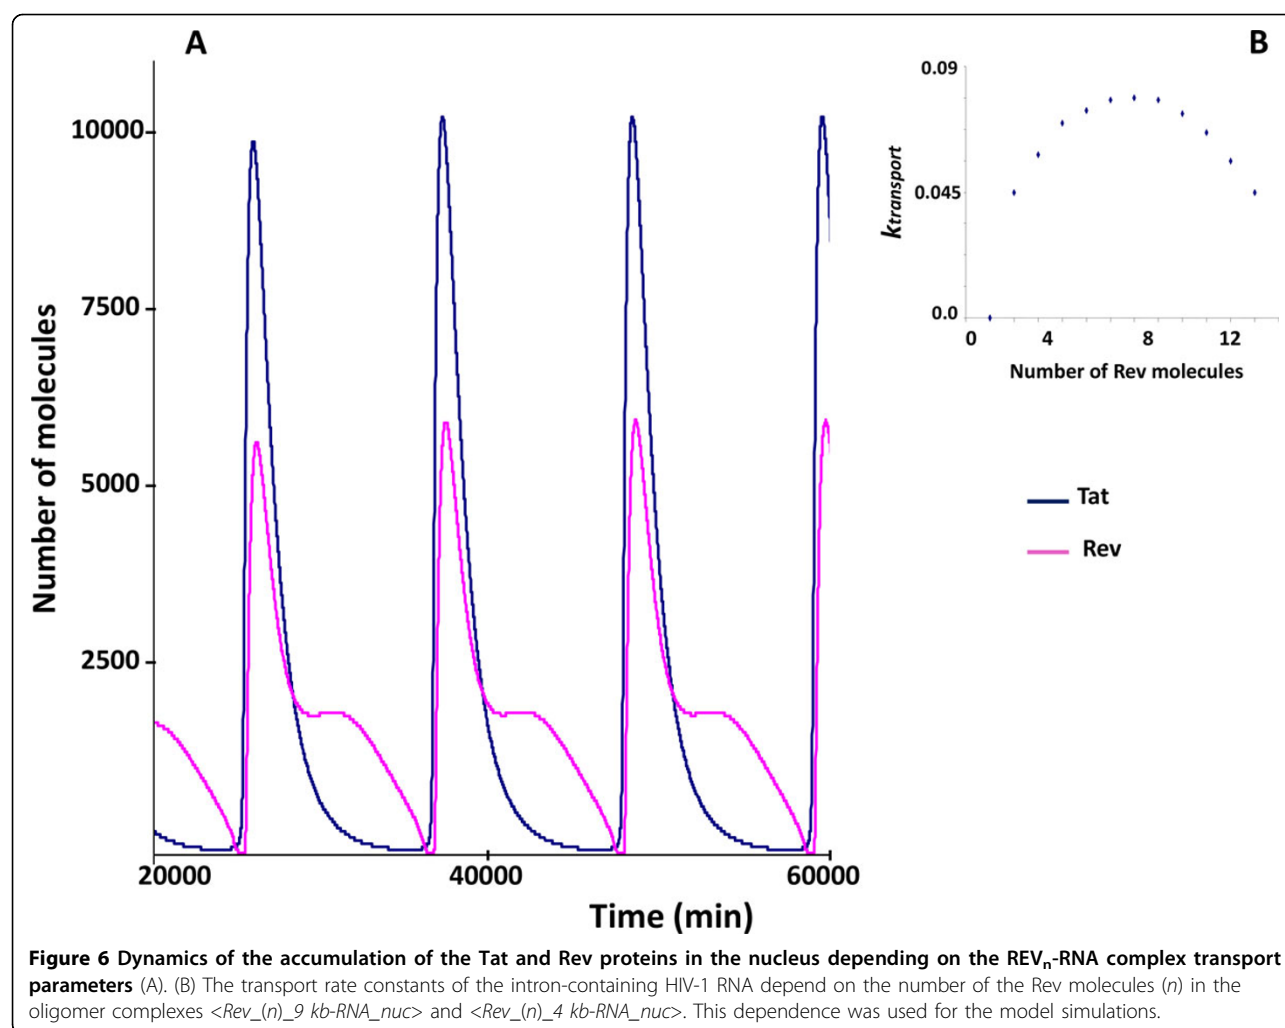 A
B
10000
7500
5000
2500
Number of molecules
20000
40000
60000
Time (min)
0.09
0.045
0.0
ktransport
0
4
8
12
Number of Rev molecules
Tat
Rev
Figure 6 Dynamics of the accumulation of the Tat and Rev proteins in the nucleus depending on the REVn-RNA complex transport
parameters (A). (B) The transport rate constants of the intron-containing HIV-1 RNA depend on the number of the Rev molecules (n) in the
oligomer complexes <Rev_(n)_9 kb-RNA_nuc> and <Rev_(n)_4 kb-RNA_nuc>. This dependence was used for the model simulations.